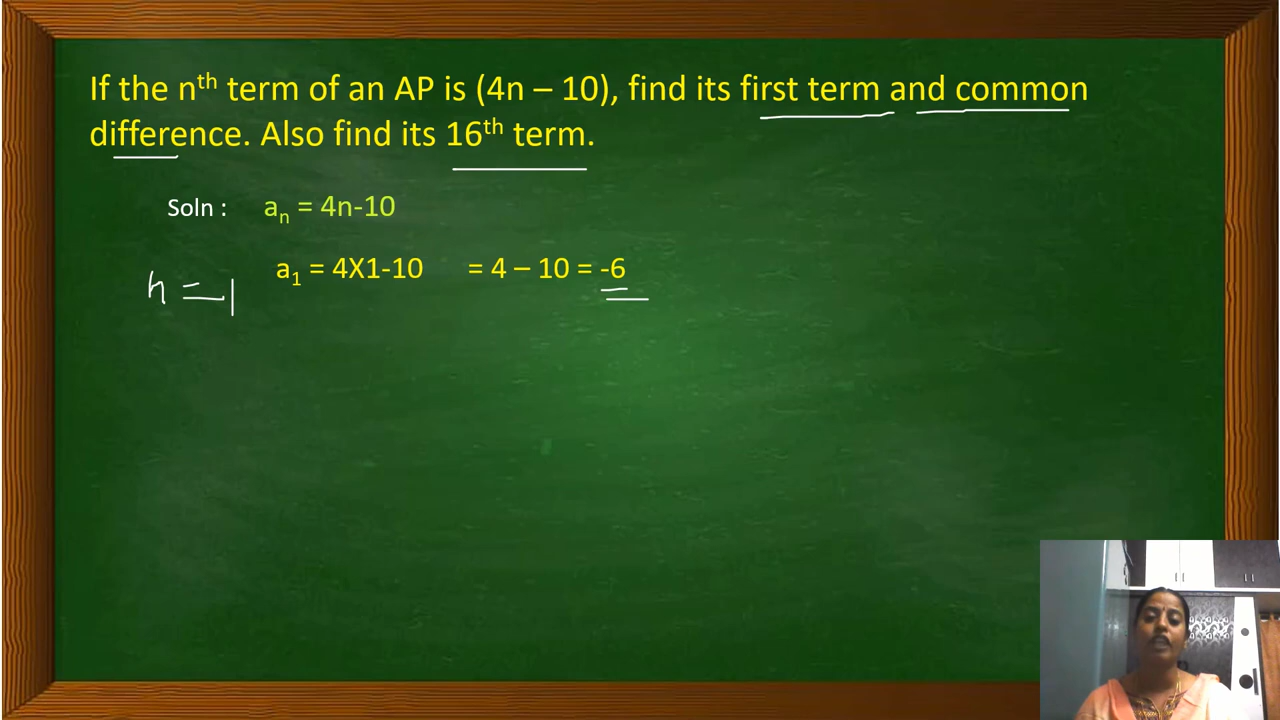 If the nᵗʰ term of an AP is (4n – 10), find its first term and common
difference. Also find its 16ᵗʰ term.
Soln : aₙ = 4n-10
a₁ = 4X1-10 = 4 – 10 = -6
n = 1